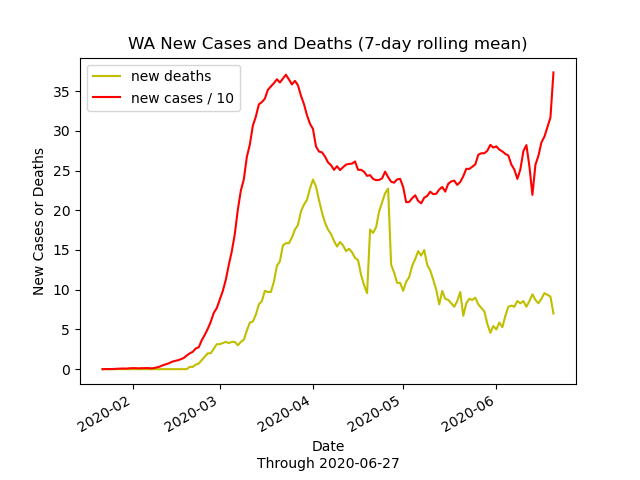 WA New Cases and Deaths (7-day rolling mean)
new deaths
new cases / 10
New Cases or Deaths
35
30
25
20
15
10
5
0
2020-02
2020-03
2020-04
2020-05
2020-06
Date
Through 2020-06-27